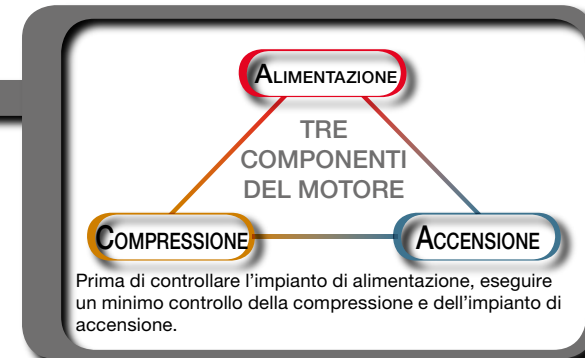 ALIMENTAZIONE
TRE
COMPONENTI
DEL MOTORE
COMPRESSIONE
ACCENSIONE
Prima di controllare l'impianto di alimentazione, eseguire
un minimo controllo della compressione e dell'impianto di
accensione.